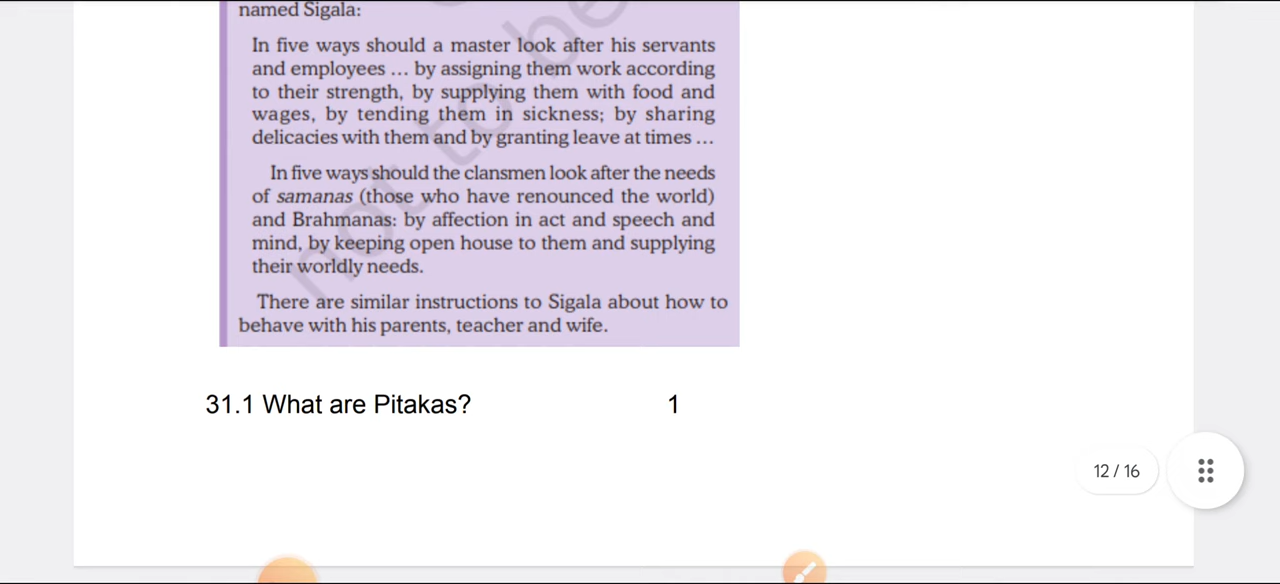 named Sigala:
In five ways should a master look after his servants
and employees ... by assigning them work according
to their strength, by supplying them with food and
wages, by tending them in sickness; by sharing
delicacies with them and by granting leave at times ...
In five ways should the clansmen look after the needs
of samanas (those who have renounced the world)
and Brahmanas: by affection in act and speech and
mind, by keeping open house to them and supplying
their worldly needs.
There are similar instructions to Sigala about how to
behave with his parents, teacher and wife.
not to be
31.1 What are Pitakas? 1
12 / 16